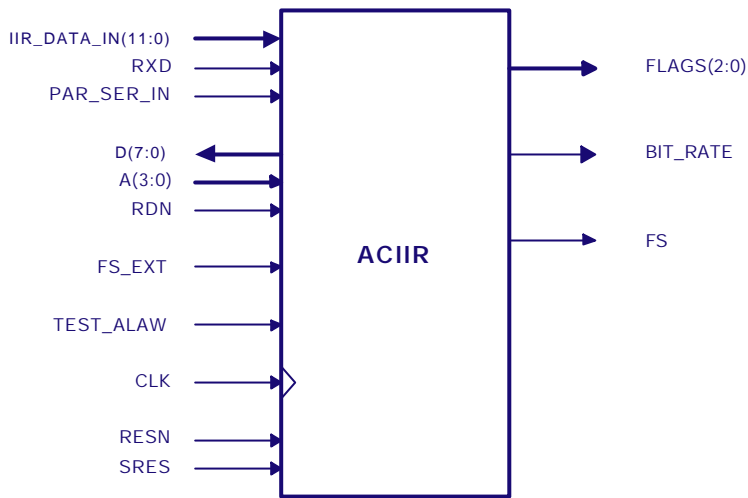 IIR_DATA_IN(11:0)
RXD
PAR_SER_IN
D(7:0)
A(3:0)
RDN
FS_EXT
TEST_ALAW
CLK
RESN
SRES
ACIIR
FLAGS(2:0)
BIT_RATE
FS